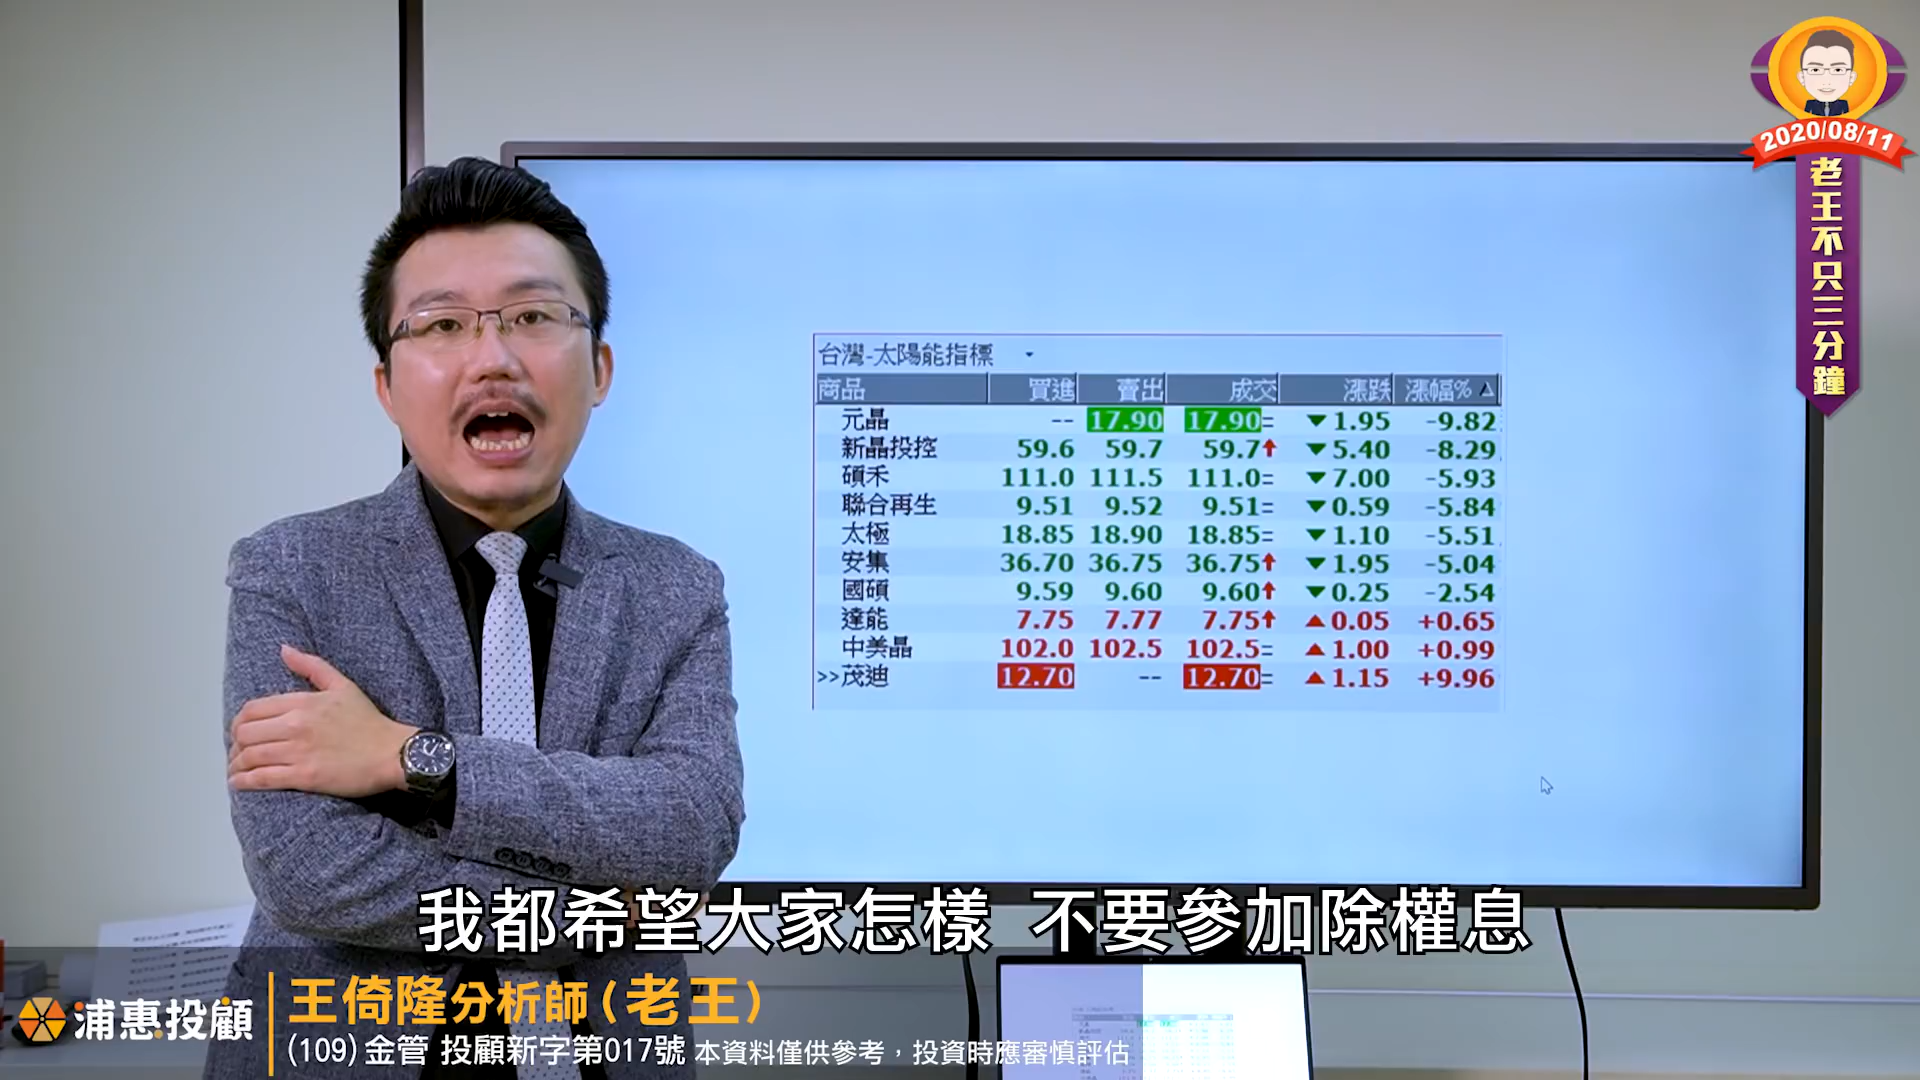 2020/08/11
老王不只三分鐘
台灣-太陽能指標
商品 買進 賣出 成交 漲跌 漲幅%
元晶 -- 17.90 17.90= ▼1.95 -9.82
新晶投控 59.6 59.7 59.7↑ ▼5.40 -8.29
碩禾 111.0 111.5 111.0= ▼7.00 -5.93
聯合再生 9.51 9.52 9.51= ▼0.59 -5.84
太極 18.85 18.90 18.85= ▼1.10 -5.51
安集 36.70 36.75 36.75↑ ▼1.95 -5.04
國碩 9.59 9.60 9.60↑ ▼0.25 -2.54
達能 7.75 7.77 7.75↑ ▲0.05 +0.65
中美晶 102.0 102.5 102.5= ▲1.00 +0.99
>>茂迪 12.70 -- 12.70= ▲1.15 +9.96
我都希望大家怎樣 不要參加除權息
浦惠投顧
王倚隆分析師(老王)
(109)金管 投顧新字第017號 本資料僅供參考，投資時應審慎評估